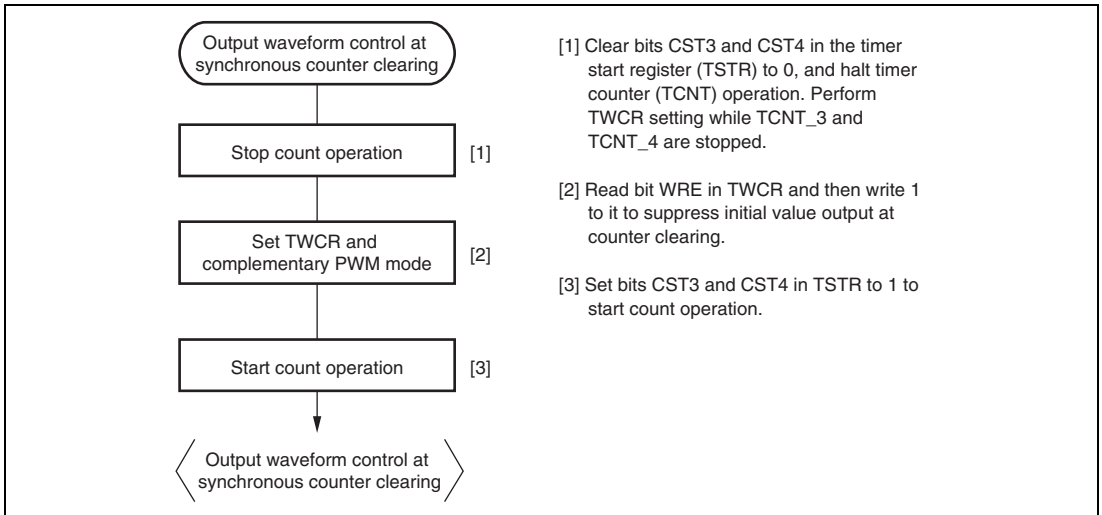 Output waveform control at
synchronous counter clearing
Stop count operation
[1]
Set TWCR and
complementary PWM mode
[2]
Start count operation
[3]
Output waveform control at
synchronous counter clearing
[1] Clear bits CST3 and CST4 in the timer
start register (TSTR) to 0, and halt timer
counter (TCNT) operation. Perform
TWCR setting while TCNT_3 and
TCNT_4 are stopped.
[2] Read bit WRE in TWCR and then write 1
to it to suppress initial value output at
counter clearing.
[3] Set bits CST3 and CST4 in TSTR to 1 to
start count operation.